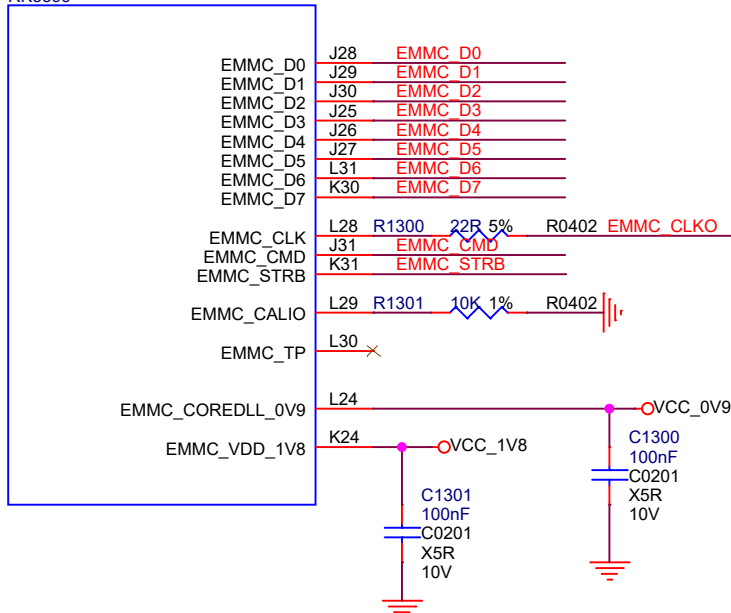 EMMC_D0 J28 EMMC_D0
EMMC_D1 J29 EMMC_D1
EMMC_D2 J30 EMMC_D2
EMMC_D3 J25 EMMC_D3
EMMC_D4 J26 EMMC_D4
EMMC_D5 J27 EMMC_D5
EMMC_D6 L31 EMMC_D6
EMMC_D7 K30 EMMC_D7
EMMC_CLK L28 R1300 22R 5% R0402 EMMC_CLKO
EMMC_CMD J31 EMMC_CMD
EMMC_STRB K31 EMMC_STRB
EMMC_CALIO L29 R1301 10K 1% R0402
EMMC_TP L30
EMMC_COREDLL_0V9 L24 VCC_0V9
EMMC_VDD_1V8 K24 VCC_1V8
C1300
100nF
C0201
X5R
10V
C1301
100nF
C0201
X5R
10V